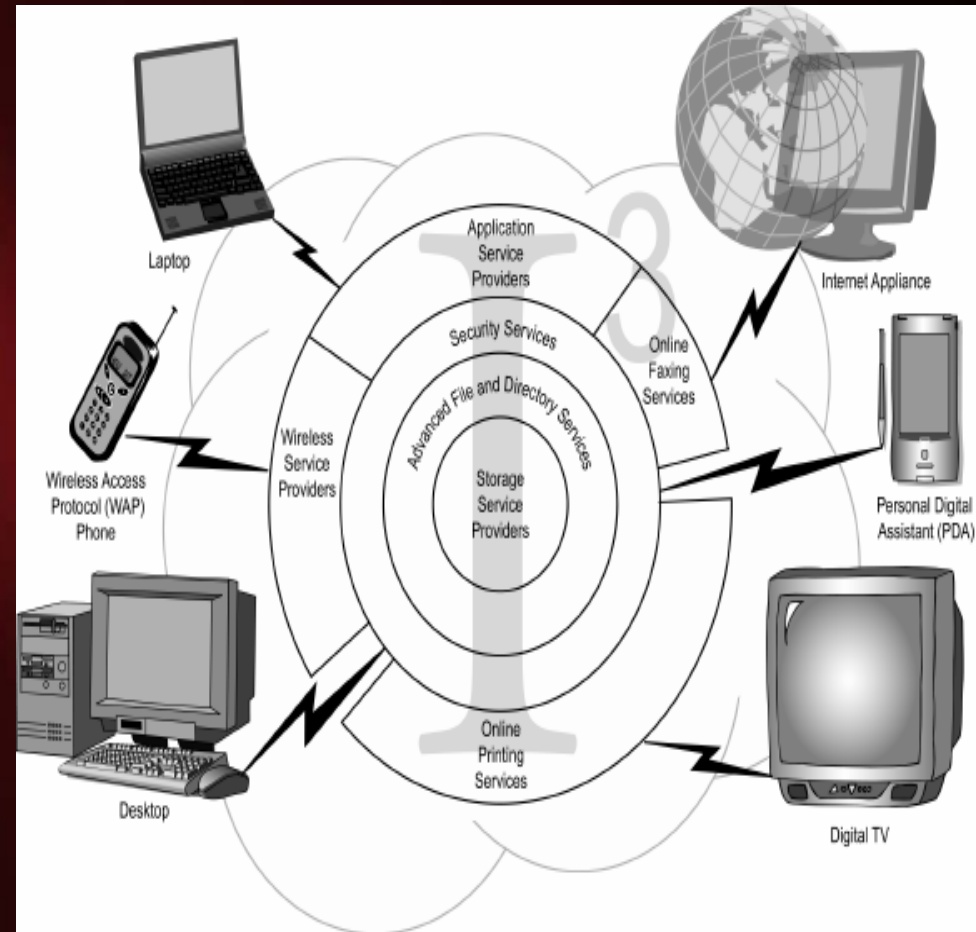 Laptop
Application
Service
Providers
Internet Appliance
Security Services
Online
Faxing
Services
Advanced File and Directory Services
Wireless Access
Protocol (WAP)
Phone
Wireless
Service
Providers
Storage
Service
Providers
Personal Digital
Assistant (PDA)
Online
Printing
Services
Desktop
Digital TV
I
3